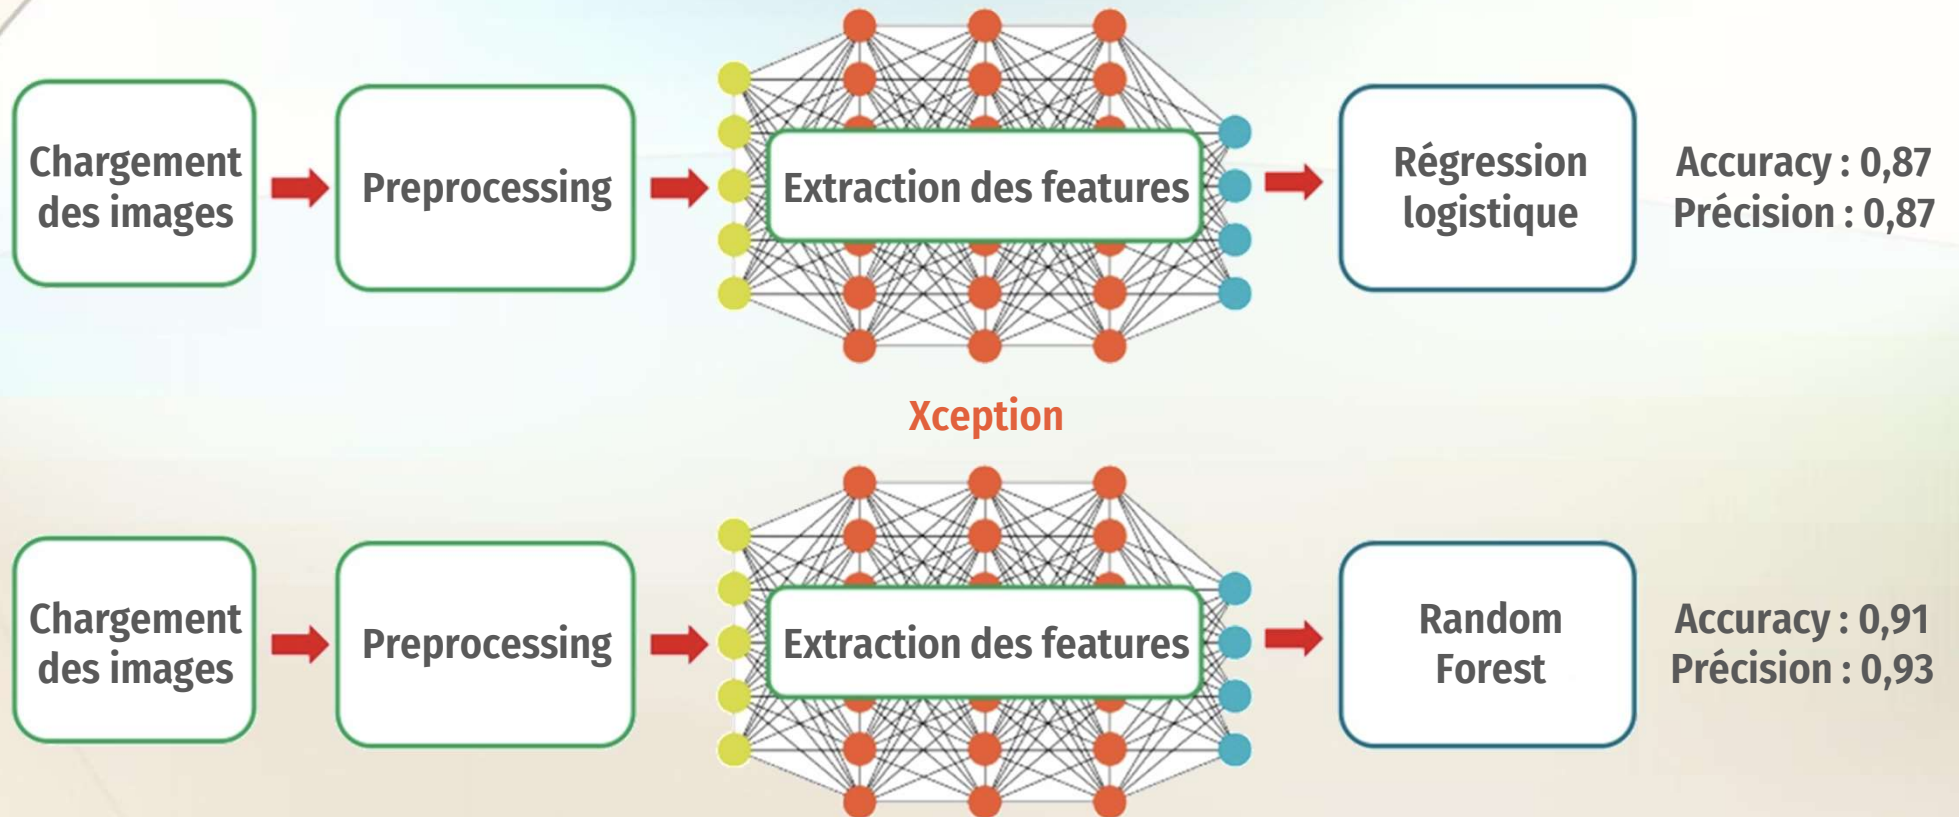 Chargement
des images
Preprocessing
Extraction des features
Régression
logistique
Accuracy : 0,87
Précision : 0,87
Xception
Chargement
des images
Preprocessing
Extraction des features
Random
Forest
Accuracy : 0,91
Précision : 0,93